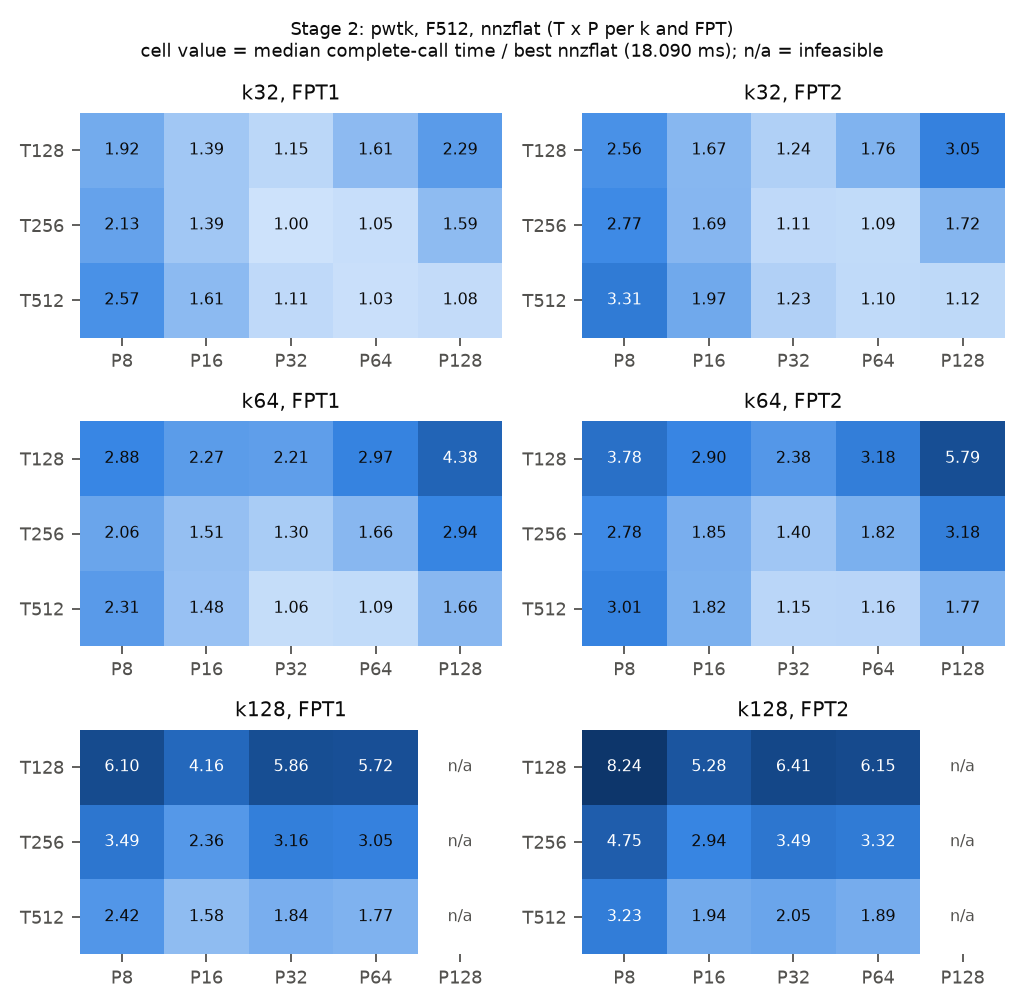 Stage 2: pwtk, F512, nnzflat (T x P per k and FPT)
cell value = median complete-call time / best nnzflat (18.090 ms); n/a = infeasible
k32, FPT1
T128 1.92 1.39 1.15 1.61 2.29
T256 2.13 1.39 1.00 1.05 1.59
T512 2.57 1.61 1.11 1.03 1.08
P8 P16 P32 P64 P128
k32, FPT2
T128 2.56 1.67 1.24 1.76 3.05
T256 2.77 1.69 1.11 1.09 1.72
T512 3.31 1.97 1.23 1.10 1.12
P8 P16 P32 P64 P128
k64, FPT1
T128 2.88 2.27 2.21 2.97 4.38
T256 2.06 1.51 1.30 1.66 2.94
T512 2.31 1.48 1.06 1.09 1.66
P8 P16 P32 P64 P128
k64, FPT2
T128 3.78 2.90 2.38 3.18 5.79
T256 2.78 1.85 1.40 1.82 3.18
T512 3.01 1.82 1.15 1.16 1.77
P8 P16 P32 P64 P128
k128, FPT1
T128 6.10 4.16 5.86 5.72 n/a
T256 3.49 2.36 3.16 3.05 n/a
T512 2.42 1.58 1.84 1.77 n/a
P8 P16 P32 P64 P128
k128, FPT2
T128 8.24 5.28 6.41 6.15 n/a
T256 4.75 2.94 3.49 3.32 n/a
T512 3.23 1.94 2.05 1.89 n/a
P8 P16 P32 P64 P128